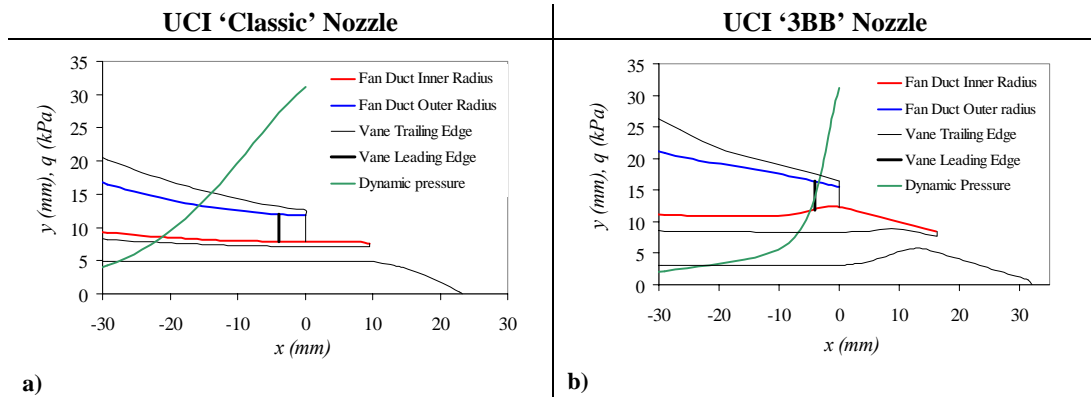 UCI ‘Classic’ Nozzle
UCI ‘3BB’ Nozzle
35
30
25
20
15
10
5
0
y (mm), q (kPa)
-30
-20
-10
0
10
20
30
x (mm)
Fan Duct Inner Radius
Fan Duct Outer Radius
Vane Trailing Edge
Vane Leading Edge
Dynamic pressure
a)
35
30
25
20
15
10
5
0
y (mm), q (kPa)
-30
-20
-10
0
10
20
30
x (mm)
Fan Duct Inner Radius
Fan Duct Outer radius
Vane Trailing Edge
Vane Leading Edge
Dynamic Pressure
b)